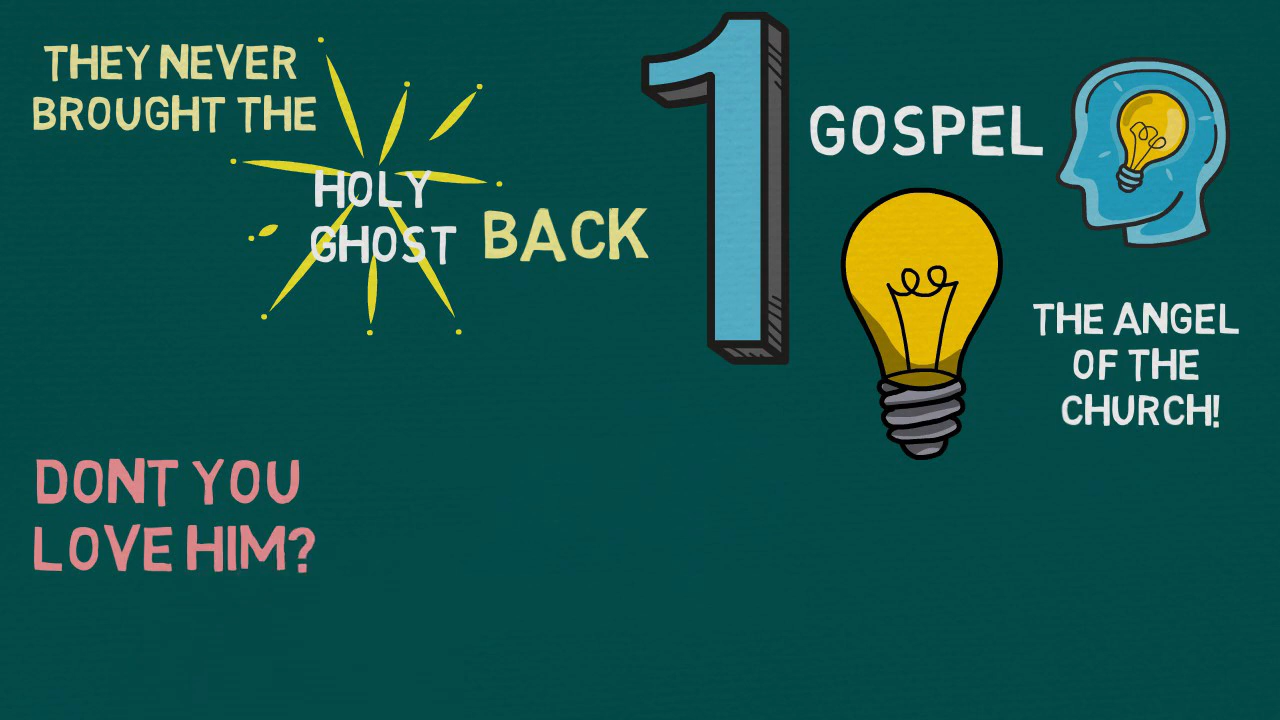 THEY NEVER
BROUGHT THE
HOLY
GHOST
BACK
1
GOSPEL
THE ANGEL
OF THE
CHURCH!
DONT YOU
LOVE HIM?